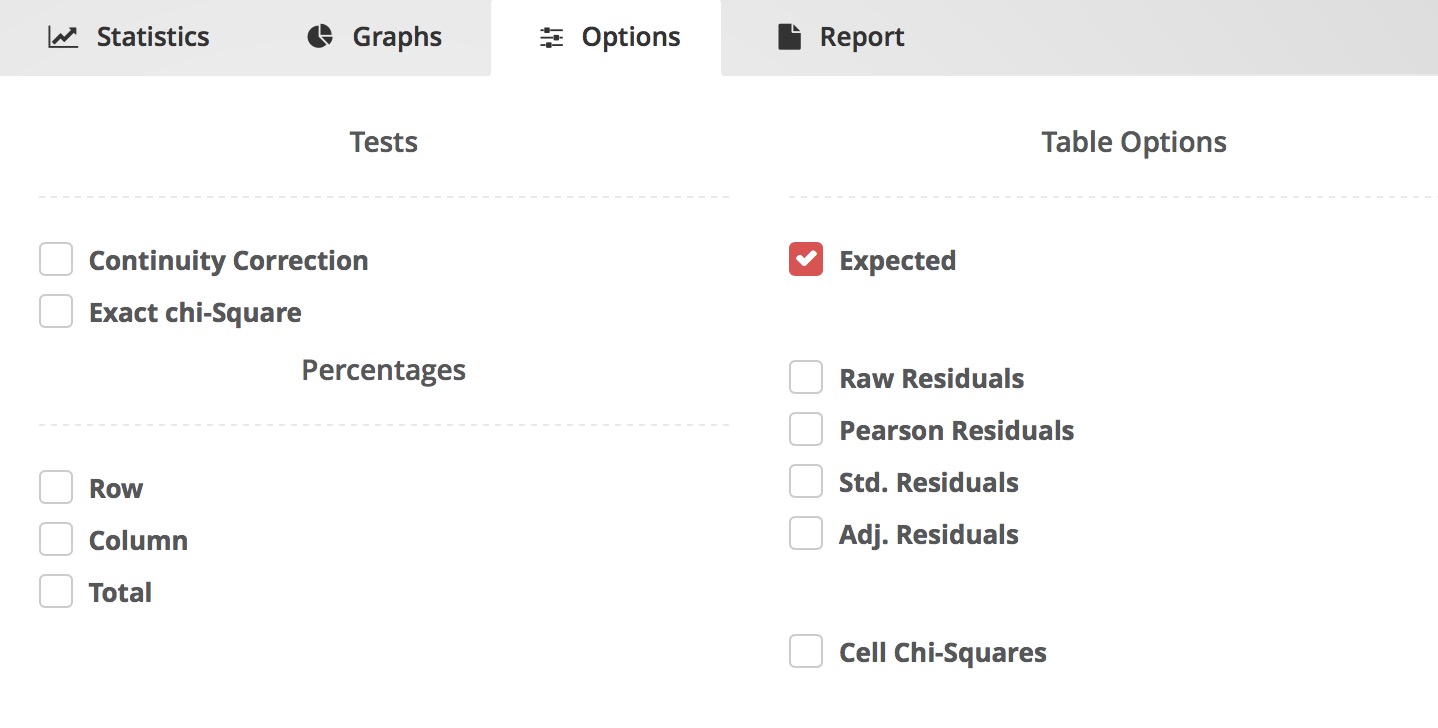 Statistics Graphs Options Report
Tests
Continuity Correction
Exact chi-Square
Percentages
Row
Column
Total
Table Options
Expected
Raw Residuals
Pearson Residuals
Std. Residuals
Adj. Residuals
Cell Chi-Squares